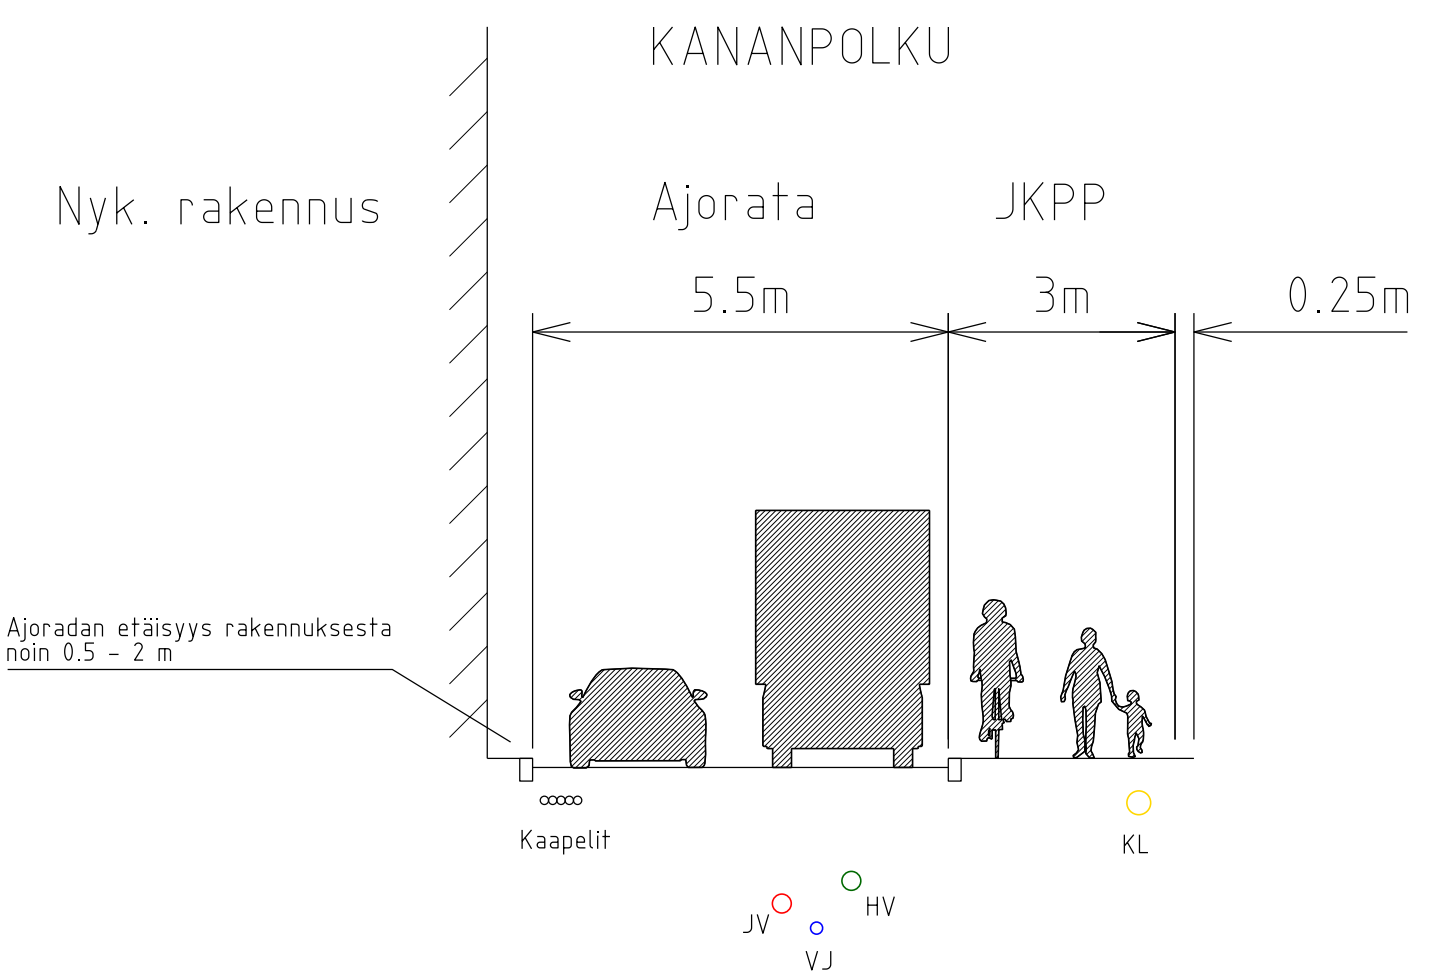 KANANPOLKU
Nyk. rakennus
Ajorata
JKPP
5.5m
3m
0.25m
Ajoradan etäisyys rakennuksesta
noin 0.5 – 2 m
Kaapelit
KL
HV
JV
VJ